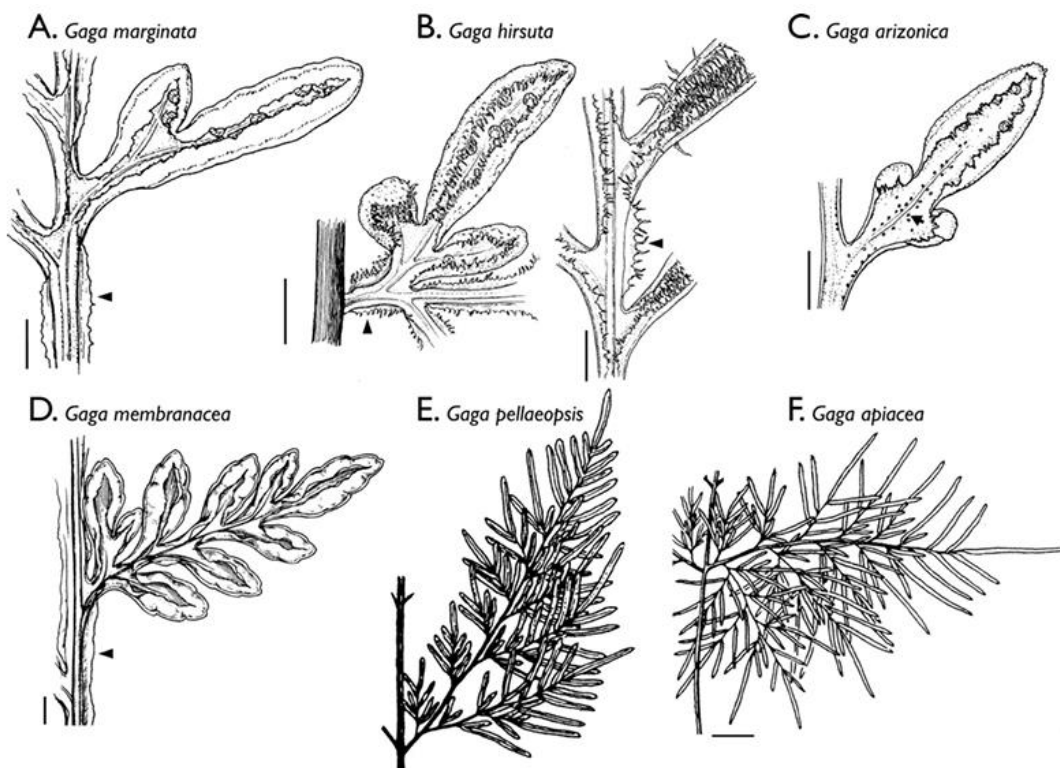 A. Gaga marginata
B. Gaga hirsuta
C. Gaga arizonica
D. Gaga membranacea
E. Gaga pellaeopsis
F. Gaga apiacea